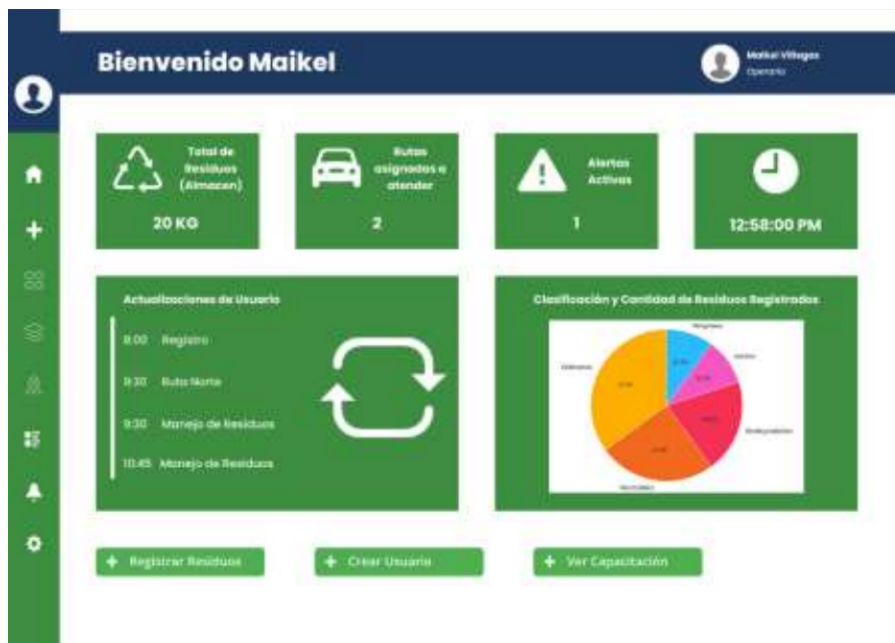 Bienvenido Maikel
Maikel Villegas
Operario
Total de
Residuos
(Almacen)
20 KG
Rutas
asignadas a
atender
2
Alertas
Activas
1
12:58:00 PM
Actualizaciones de Usuario
8:00 Registro
9:30 Ruta Norte
9:30 Manejo de Residuos
10:45 Manejo de Residuos
Clasificación y Cantidad de Residuos Registrados
Peligrosos
Biodegradables
+ Registrar Residuos
+ Crear Usuario
+ Ver Capacitación